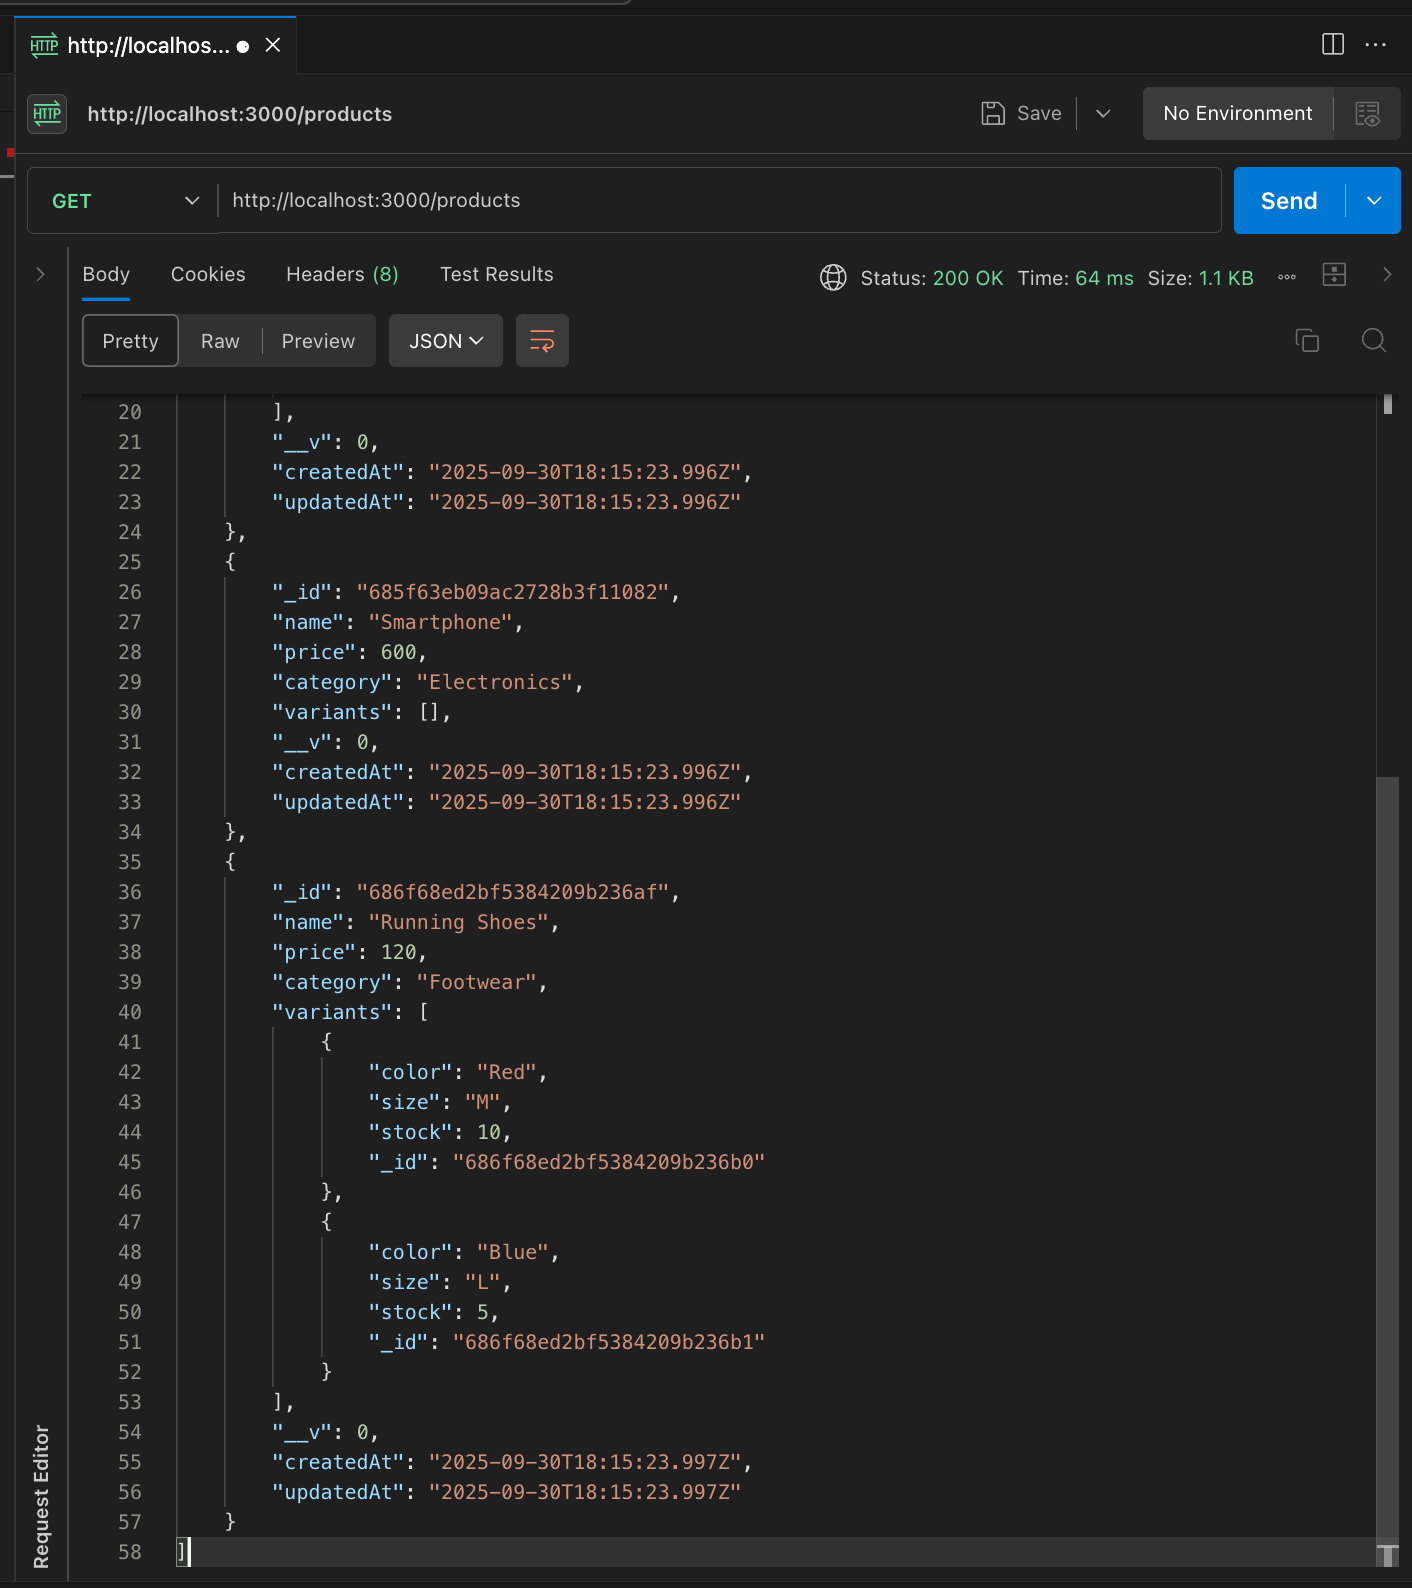 HTTP http://localhos...
HTTP http://localhost:3000/products Save No Environment
GET http://localhost:3000/products Send
Body Cookies Headers (8) Test Results Status: 200 OK Time: 64 ms Size: 1.1 KB
Pretty Raw Preview JSON
20 ],
21 "__v": 0,
22 "createdAt": "2025-09-30T18:15:23.996Z",
23 "updatedAt": "2025-09-30T18:15:23.996Z"
24 },
25 {
26 "_id": "685f63eb09ac2728b3f11082",
27 "name": "Smartphone",
28 "price": 600,
29 "category": "Electronics",
30 "variants": [],
31 "__v": 0,
32 "createdAt": "2025-09-30T18:15:23.996Z",
33 "updatedAt": "2025-09-30T18:15:23.996Z"
34 },
35 {
36 "_id": "686f68ed2bf5384209b236af",
37 "name": "Running Shoes",
38 "price": 120,
39 "category": "Footwear",
40 "variants": [
41 {
42 "color": "Red",
43 "size": "M",
44 "stock": 10,
45 "_id": "686f68ed2bf5384209b236b0"
46 },
47 {
48 "color": "Blue",
49 "size": "L",
50 "stock": 5,
51 "_id": "686f68ed2bf5384209b236b1"
52 }
53 ],
54 "__v": 0,
55 "createdAt": "2025-09-30T18:15:23.997Z",
56 "updatedAt": "2025-09-30T18:15:23.997Z"
57 }
58 ]
Request Editor